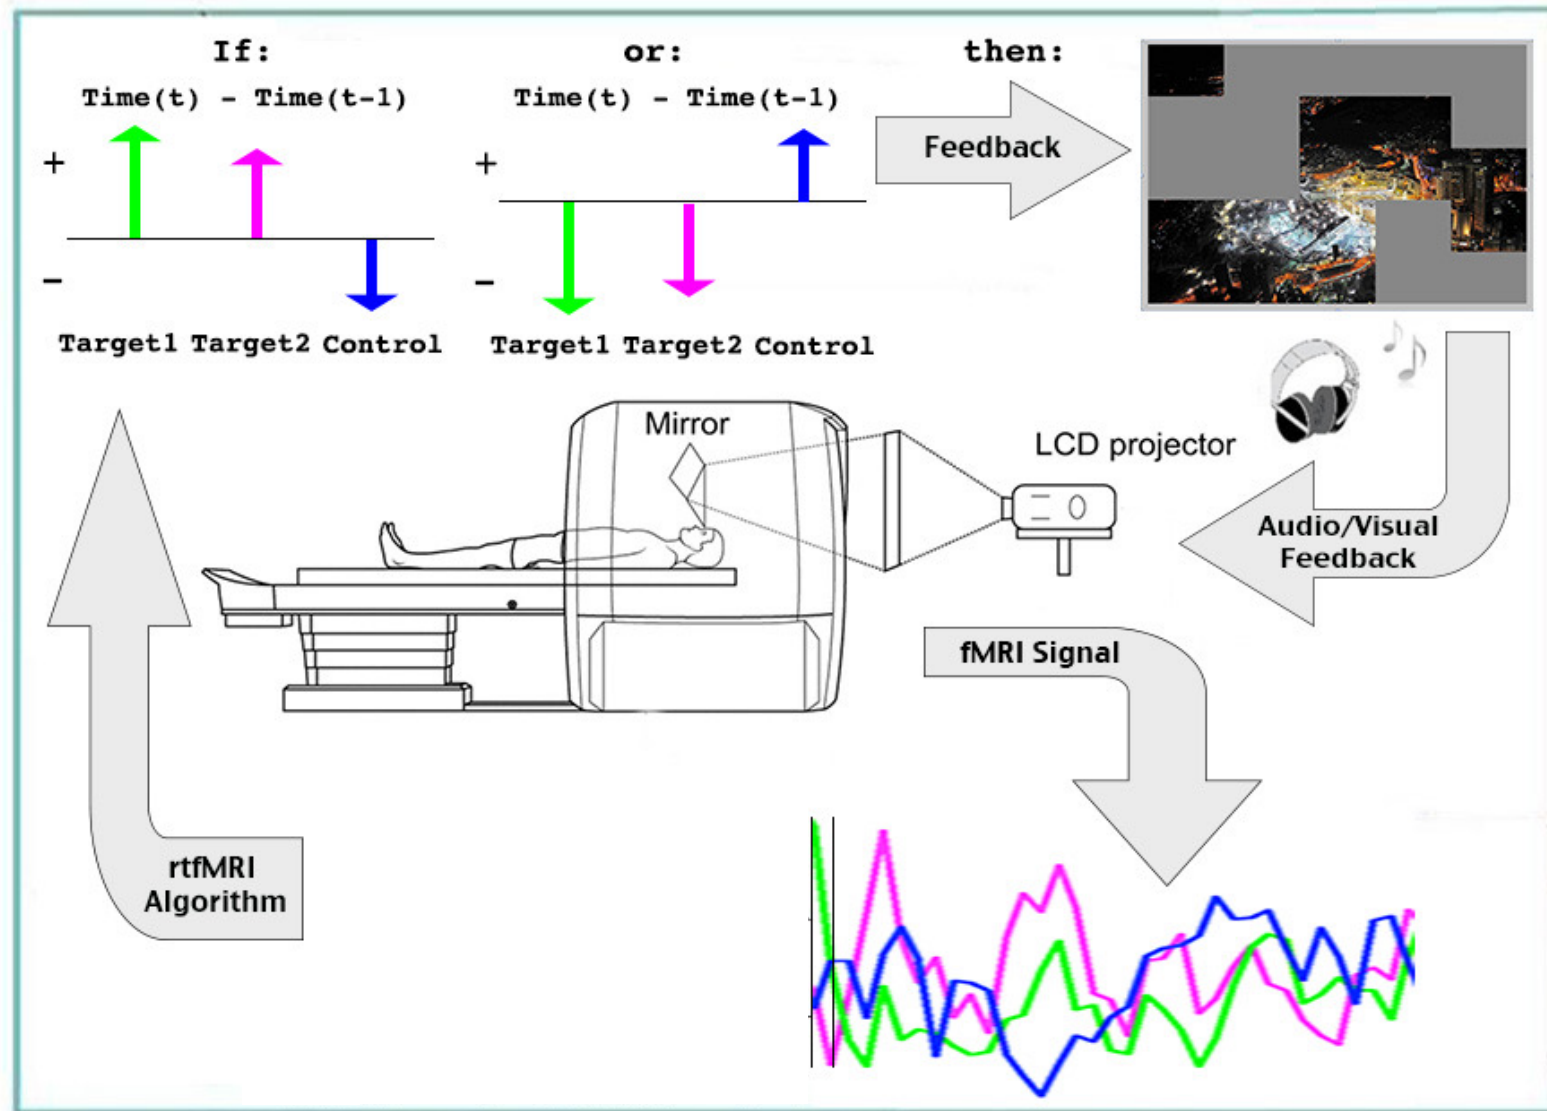 If:
or:
then:
Time(t) - Time(t-1)
Time(t) - Time(t-1)
+
+
Feedback
-
-
Target1 Target2 Control
Target1 Target2 Control
Mirror
LCD projector
Audio/Visual
Feedback
fMRI Signal
rtfMRI
Algorithm